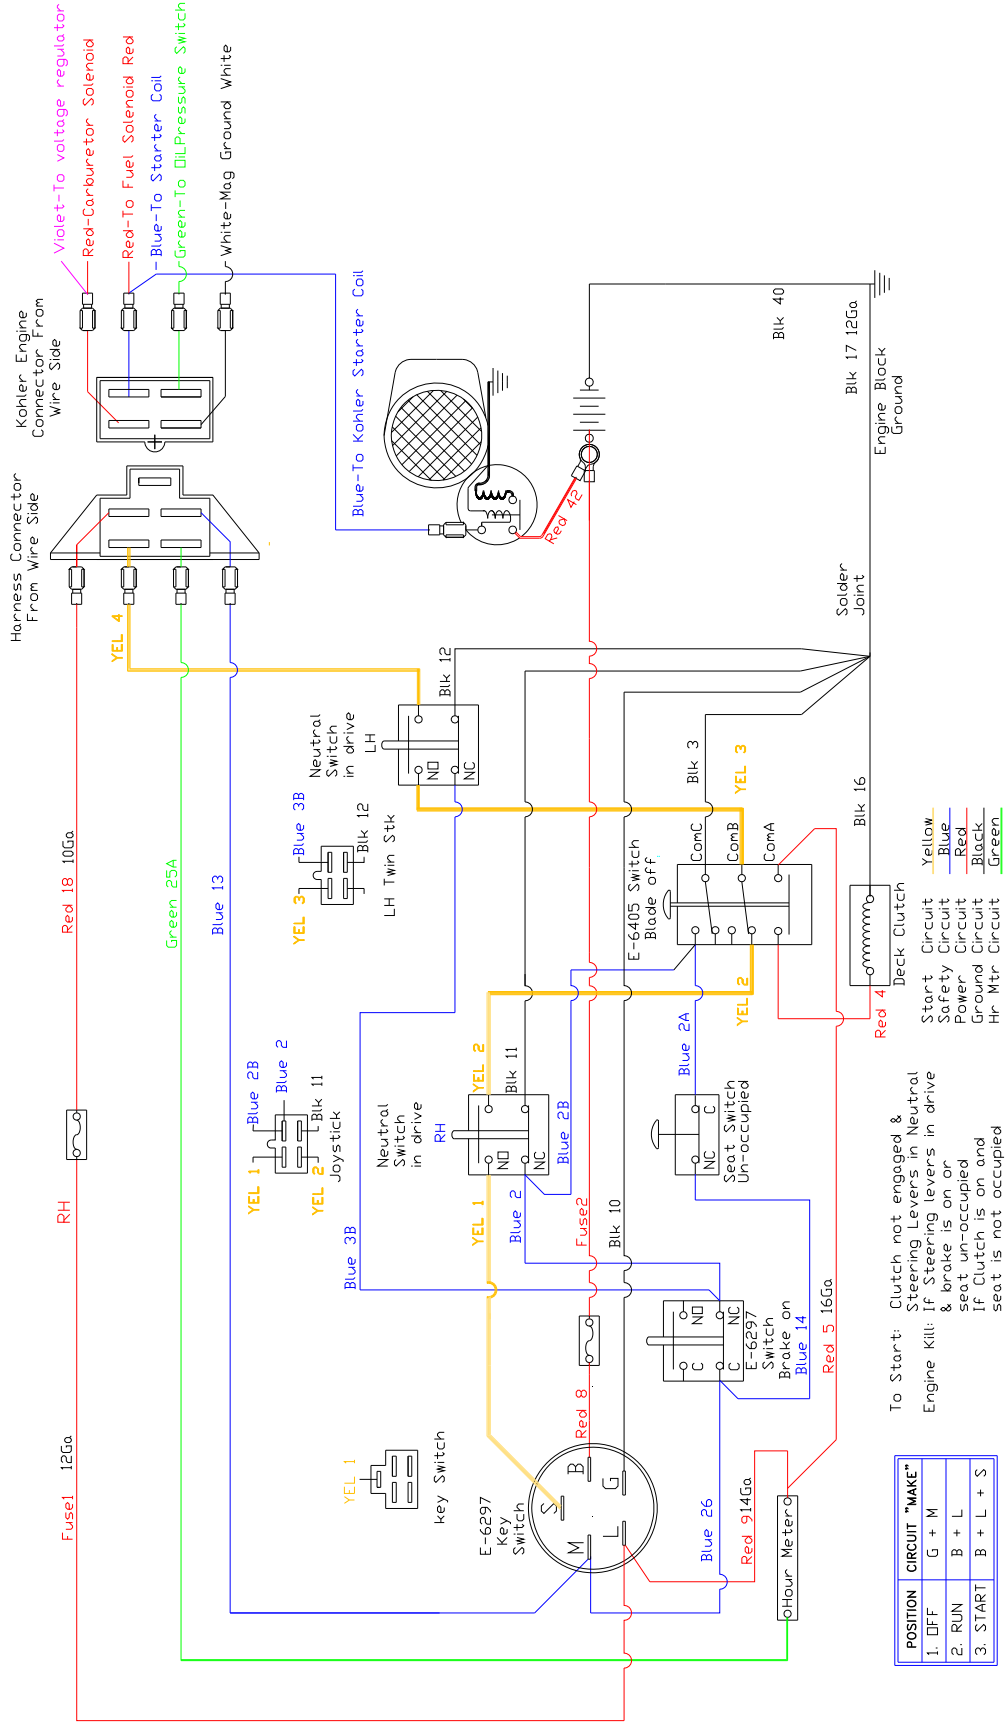 Violet-To voltage regulator
Red-Carburetor Solenoid
Red-To Fuel Solenoid Red
Blue-To Starter Coil
Green-To OiLPressure Switch
White-Mag Ground White
Kohler Engine
Connector From
Wire Side
Harness Connector
From Wire Side
Blue-To Kohler Starter Coil
Red 42
Blk 40
Blk 17 12Ga
Engine Block
Ground
Solder
Joint
YEL 4
Red 18 10Ga
Green 25A
Blue 13
Neutral
Switch
in drive
LH
NO
NC
Blk 12
Blue 3B
Blk 12
YEL 3
LH Twin Stk
Blk 3
YEL 3
Blk 16
E-6405 Switch
Blade off
ComC
ComB
ComA
Deck Clutch
Red 4
YEL 2
Blue 2A
RH
Blue 2B
Blue 2
Blk 11
YEL 1
YEL 2
Joystick
Neutral
Switch
in drive
RH
NO
NC
YEL 2
Blk 11
Blue 2B
YEL 1
Blue 2
C
NC
Seat Switch
Un-occupied
Fuse2
Blk 10
Blue 3B
NO
NC
C
C
E-6297
Switch
Brake on
Blue 14
Red 5 16Ga
Red 8
Fuse1 12Ga
YEL 1
key Switch
E-6297
Key
Switch
B
G
S
M
L
Blue 26
Red 914Ga
Hour Meter
Start Circuit Yellow
Safety Circuit Blue
Power Circuit Red
Ground Circuit Black
Hr Mtr Circuit Green
To Start: Clutch not engaged &
Steering Levers in Neutral
Engine Kill: If Steering levers in drive
& brake is on or
seat un-occupied
If Clutch is on and
seat is not occupied
POSITION CIRCUIT "MAKE"
1. OFF G + M
2. RUN B + L
3. START B + L + S